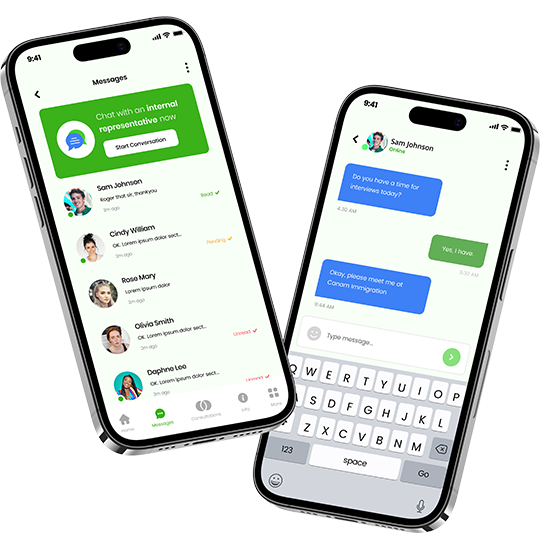 9:41
Messages
Chat with an internal
representative now
Start Conversation
Sam Johnson
Roger that sir, thankyou
3m ago
Read
Cindy William
OK. Lorem ipsum dolor sect...
3m ago
Pending
Rose Mary
Lorem ipsum dolor
3m ago
Olivia Smith
OK. Lorem ipsum dolor sect...
3m ago
Unread
Daphne Lee
OK. Lorem ipsum dolor sect...
3m ago
Unread
Home
Messages
Consultations
Info
More
9:41
Sam Johnson
Online
Do you have a time for
interviews today?
4:30 AM
Yes, I have
5:30 AM
Okay, please meet me at
Canam Immigration
9:44 AM
Type message...
Q W E R T Y U I O P
A S D F G H J K L
Z X C V B N M
123
space
Go